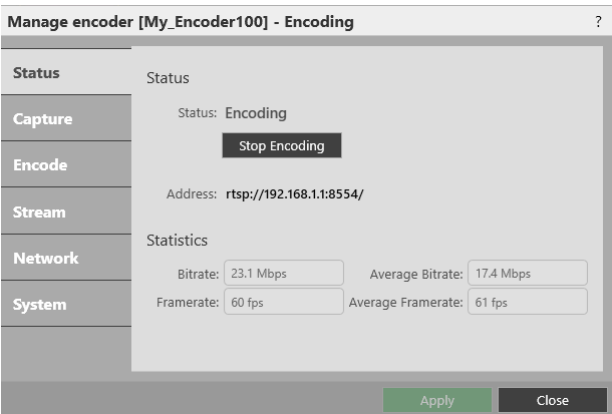 Manage encoder [My_Encoder100] - Encoding ?
Status
Capture
Encode
Stream
Network
System
Status
Status: Encoding
Stop Encoding
Address: rtsp://192.168.1.1:8554/
Statistics
Bitrate: 23.1 Mbps Average Bitrate: 17.4 Mbps
Framerate: 60 fps Average Framerate: 61 fps
Apply Close